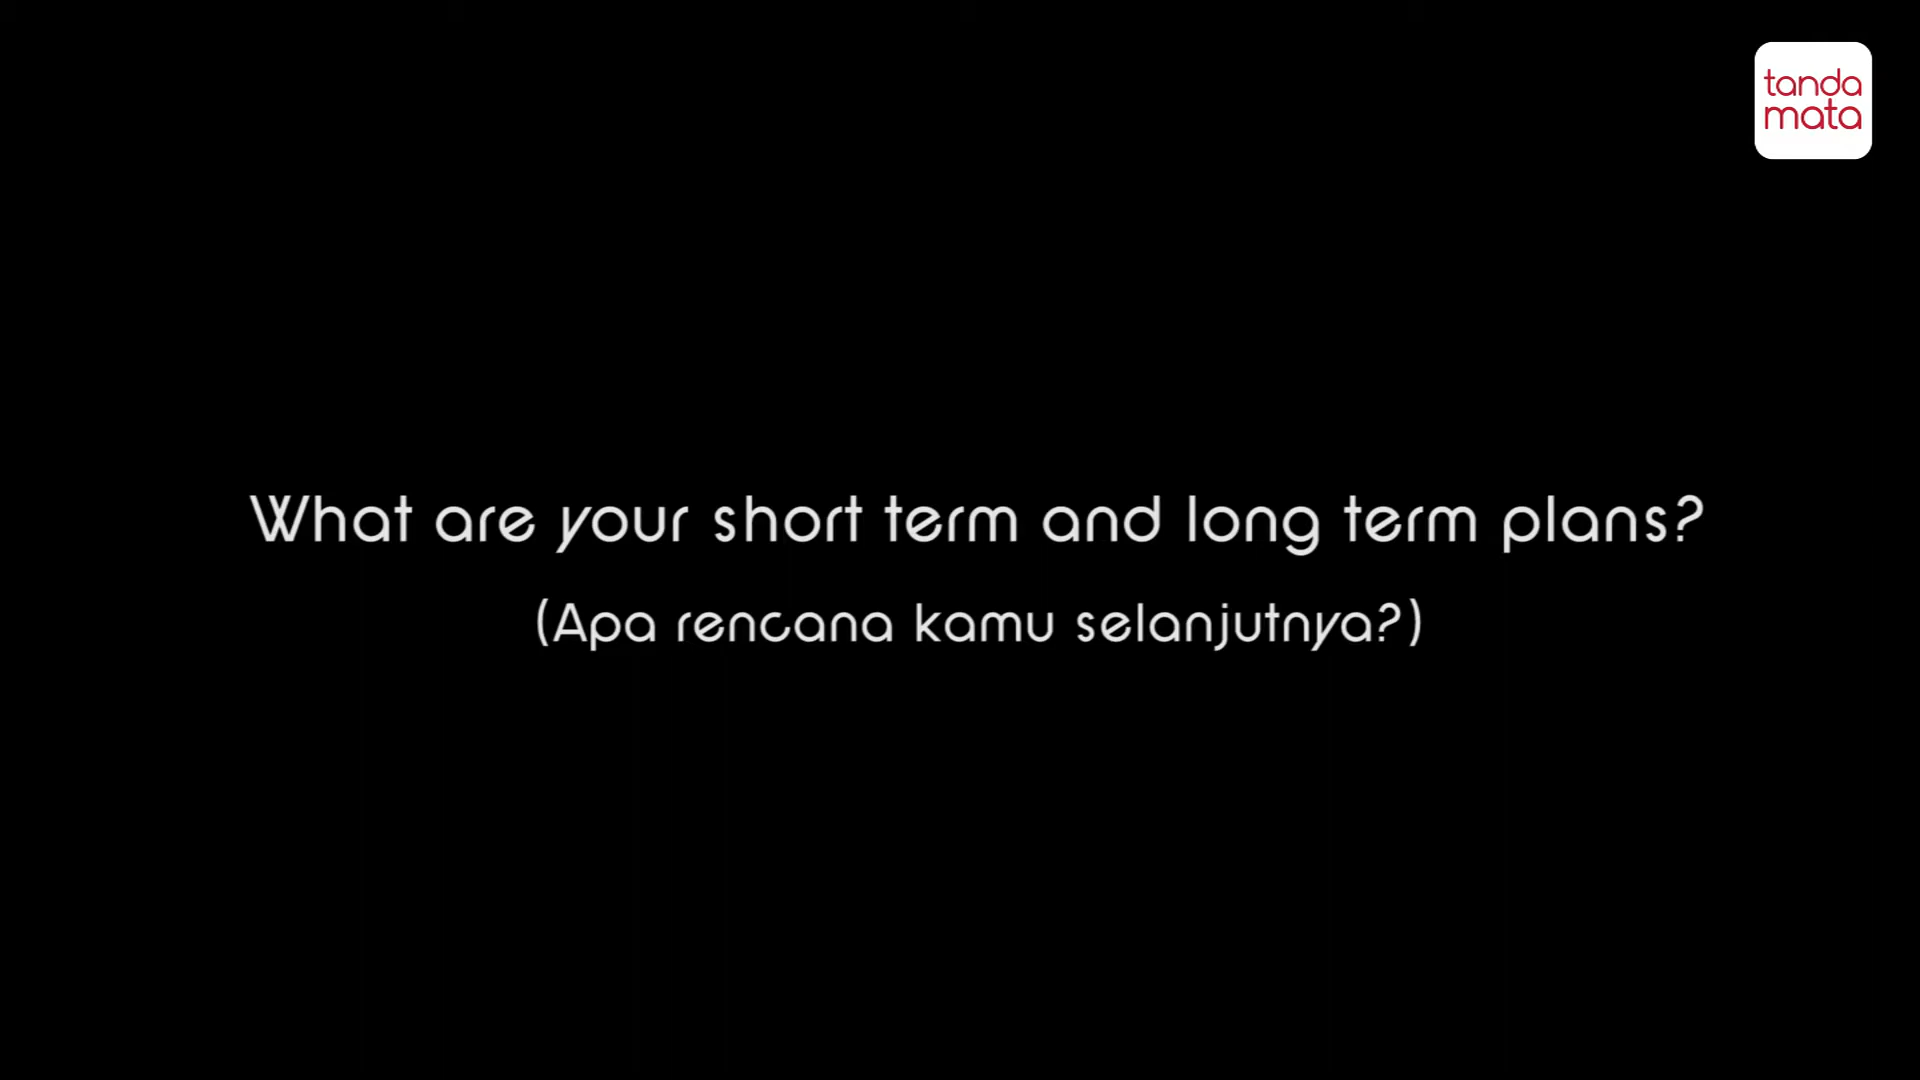 tanda
mata
What are your short term and long term plans?
(Apa rencana kamu selanjutnya?)